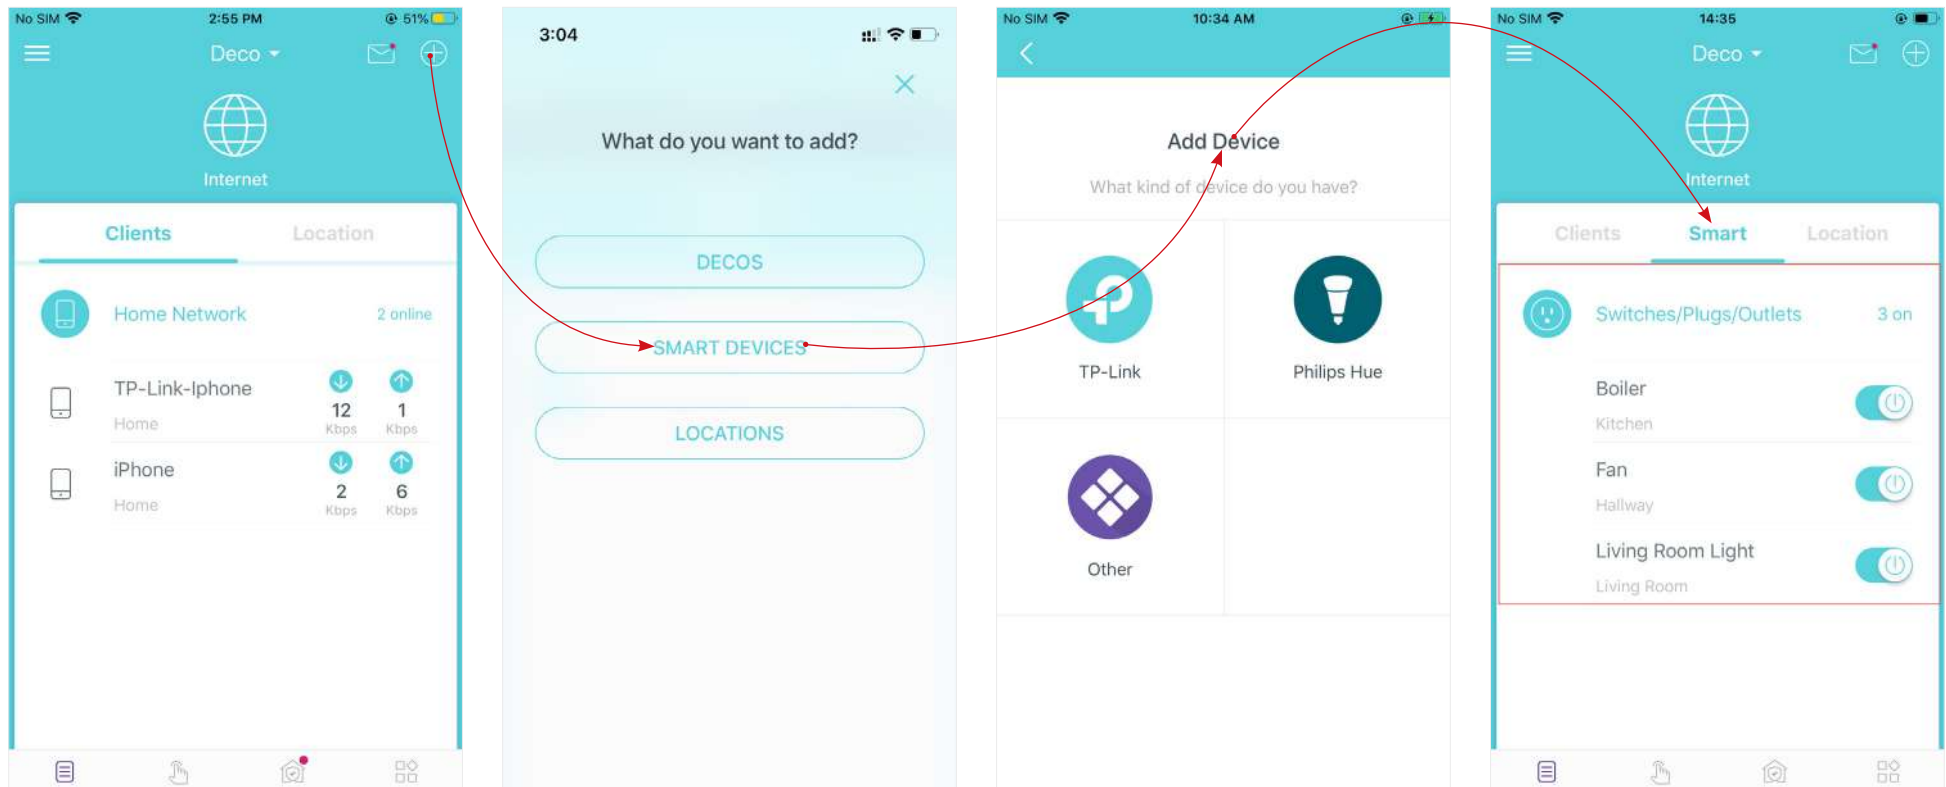 No SIM 2:55 PM 51%
Deco
Internet
Clients Location
Home Network 2 online
TP-Link-Iphone
Home
12 1
Kbps Kbps
iPhone
Home
2 6
Kbps Kbps
3:04
What do you want to add?
DECOS
SMART DEVICES
LOCATIONS
No SIM 10:34 AM
Add Device
What kind of device do you have?
TP-Link Philips Hue
Other
No SIM 14:35
Deco
Internet
Clients Smart Location
Switches/Plugs/Outlets 3 on
Boiler
Kitchen
Fan
Hallway
Living Room Light
Living Room